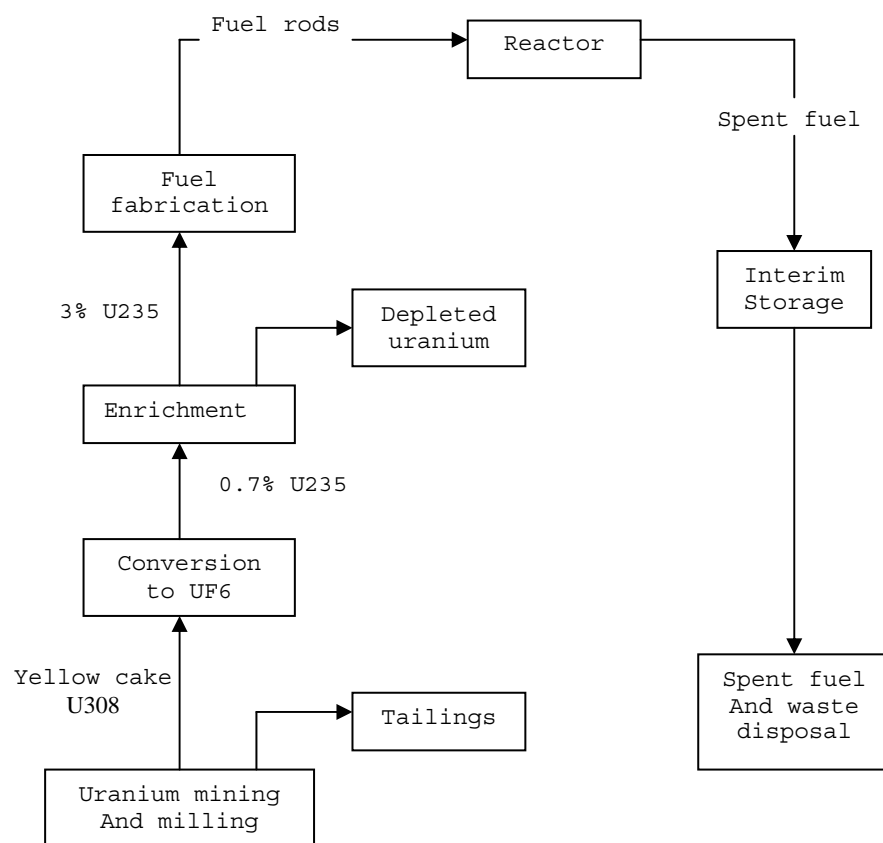 Fuel rods
Reactor
Spent fuel
Fuel
fabrication
Interim
Storage
3% U235
Depleted
uranium
Enrichment
0.7% U235
Conversion
to UF6
Yellow cake
U308
Tailings
Spent fuel
And waste
disposal
Uranium mining
And milling